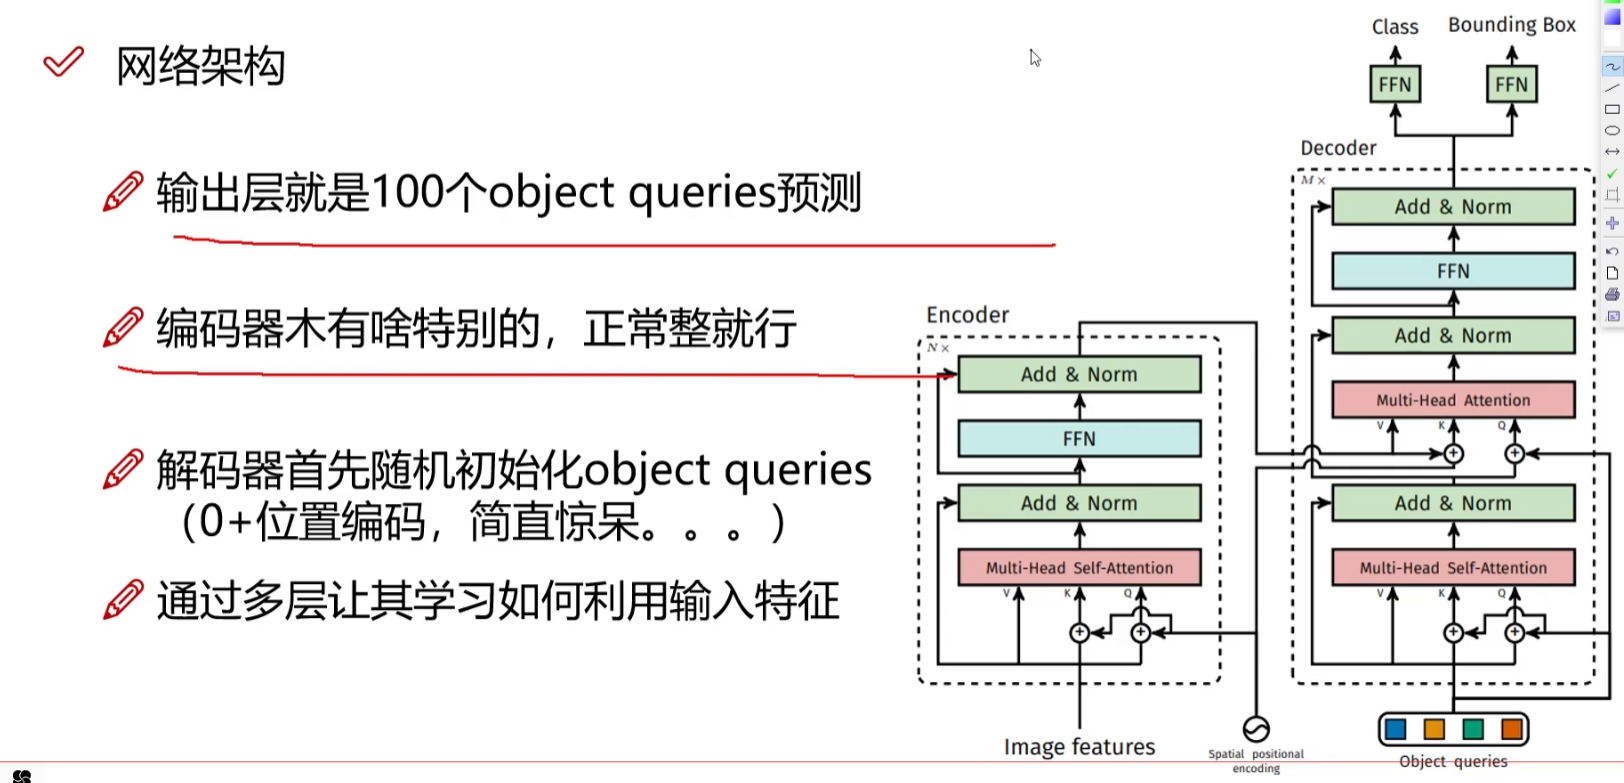 网络架构
输出层就是100个object queries预测
编码器木有啥特别的，正常整就行
解码器首先随机初始化object queries
（0+位置编码，简直惊呆。。。）
通过多层让其学习如何利用输入特征
Encoder
N×
Add & Norm
FFN
Add & Norm
Multi-Head Self-Attention
V K Q
Image features
Spatial positional
encoding
Class
Bounding Box
FFN
FFN
Decoder
M×
Add & Norm
FFN
Add & Norm
Multi-Head Attention
V K Q
Add & Norm
Multi-Head Self-Attention
V K Q
Object queries